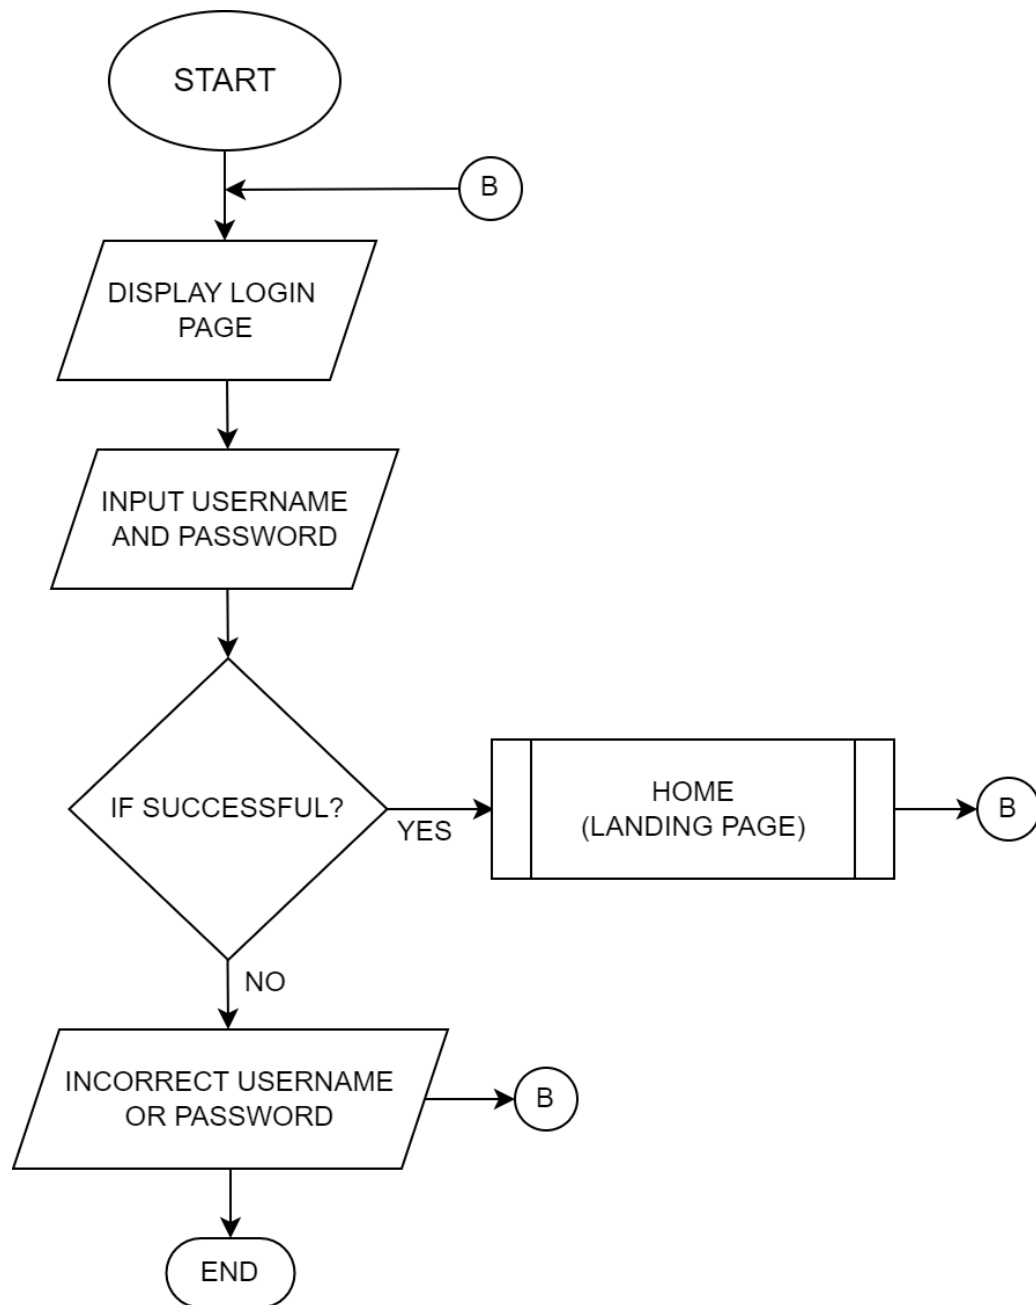 START
B
DISPLAY LOGIN
PAGE
INPUT USERNAME
AND PASSWORD
IF SUCCESSFUL?
YES
HOME
(LANDING PAGE)
B
NO
INCORRECT USERNAME
OR PASSWORD
B
END